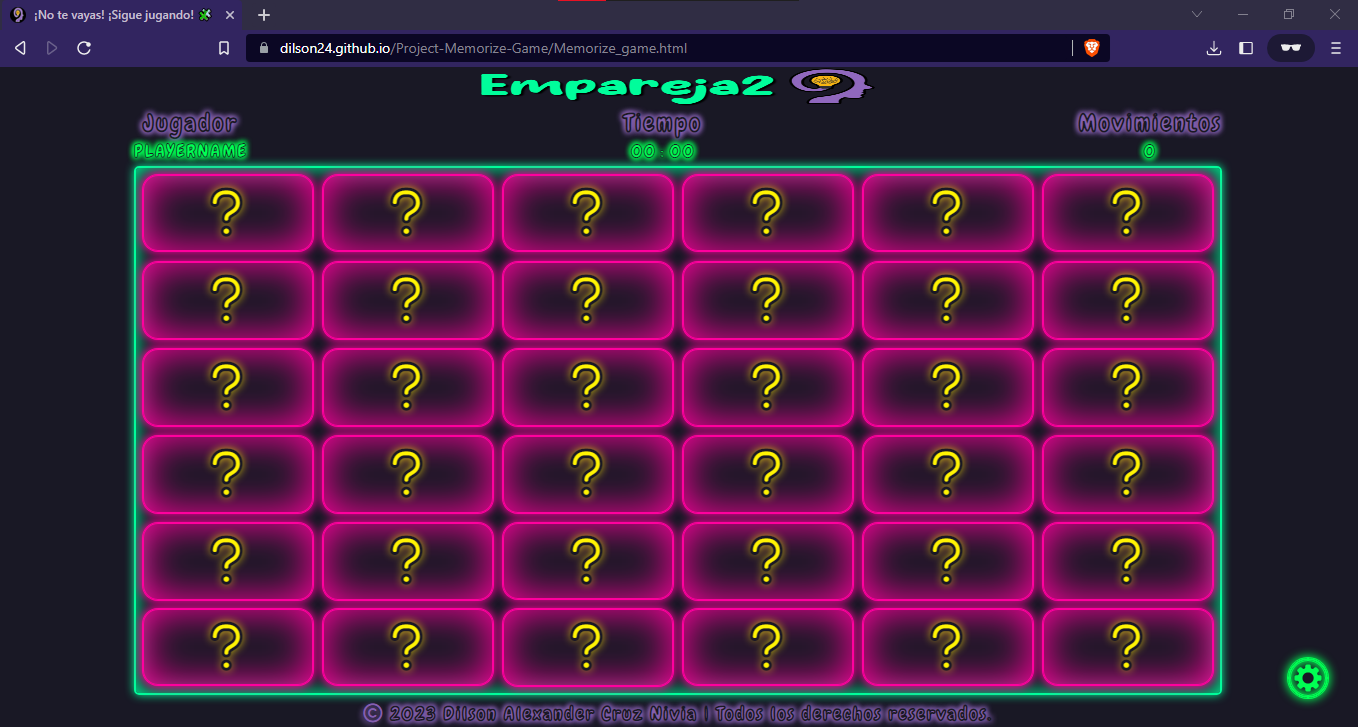 ¡No te vayas! ¡Sigue jugando!
dilson24.github.io/Project-Memorize-Game/Memorize_game.html
Empareja2
Jugador Tiempo Movimientos
PLAYERNAME 00:00 0
? ? ? ? ? ?
? ? ? ? ? ?
? ? ? ? ? ?
? ? ? ? ? ?
? ? ? ? ? ?
? ? ? ? ? ?
© 2023 Dilson Alexander Cruz Nivia | Todos los derechos reservados.